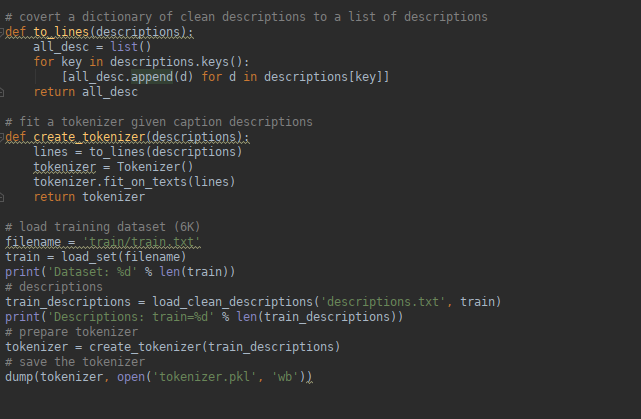 # covert a dictionary of clean descriptions to a list of descriptions
def to_lines(descriptions):
    all_desc = list()
    for key in descriptions.keys():
        [all_desc.append(d) for d in descriptions[key]]
    return all_desc

# fit a tokenizer given caption descriptions
def create_tokenizer(descriptions):
    lines = to_lines(descriptions)
    tokenizer = Tokenizer()
    tokenizer.fit_on_texts(lines)
    return tokenizer

# load training dataset (6K)
filename = 'train/train.txt'
train = load_set(filename)
print('Dataset: %d' % len(train))
# descriptions
train_descriptions = load_clean_descriptions('descriptions.txt', train)
print('Descriptions: train=%d' % len(train_descriptions))
# prepare tokenizer
tokenizer = create_tokenizer(train_descriptions)
# save the tokenizer
dump(tokenizer, open('tokenizer.pkl', 'wb'))